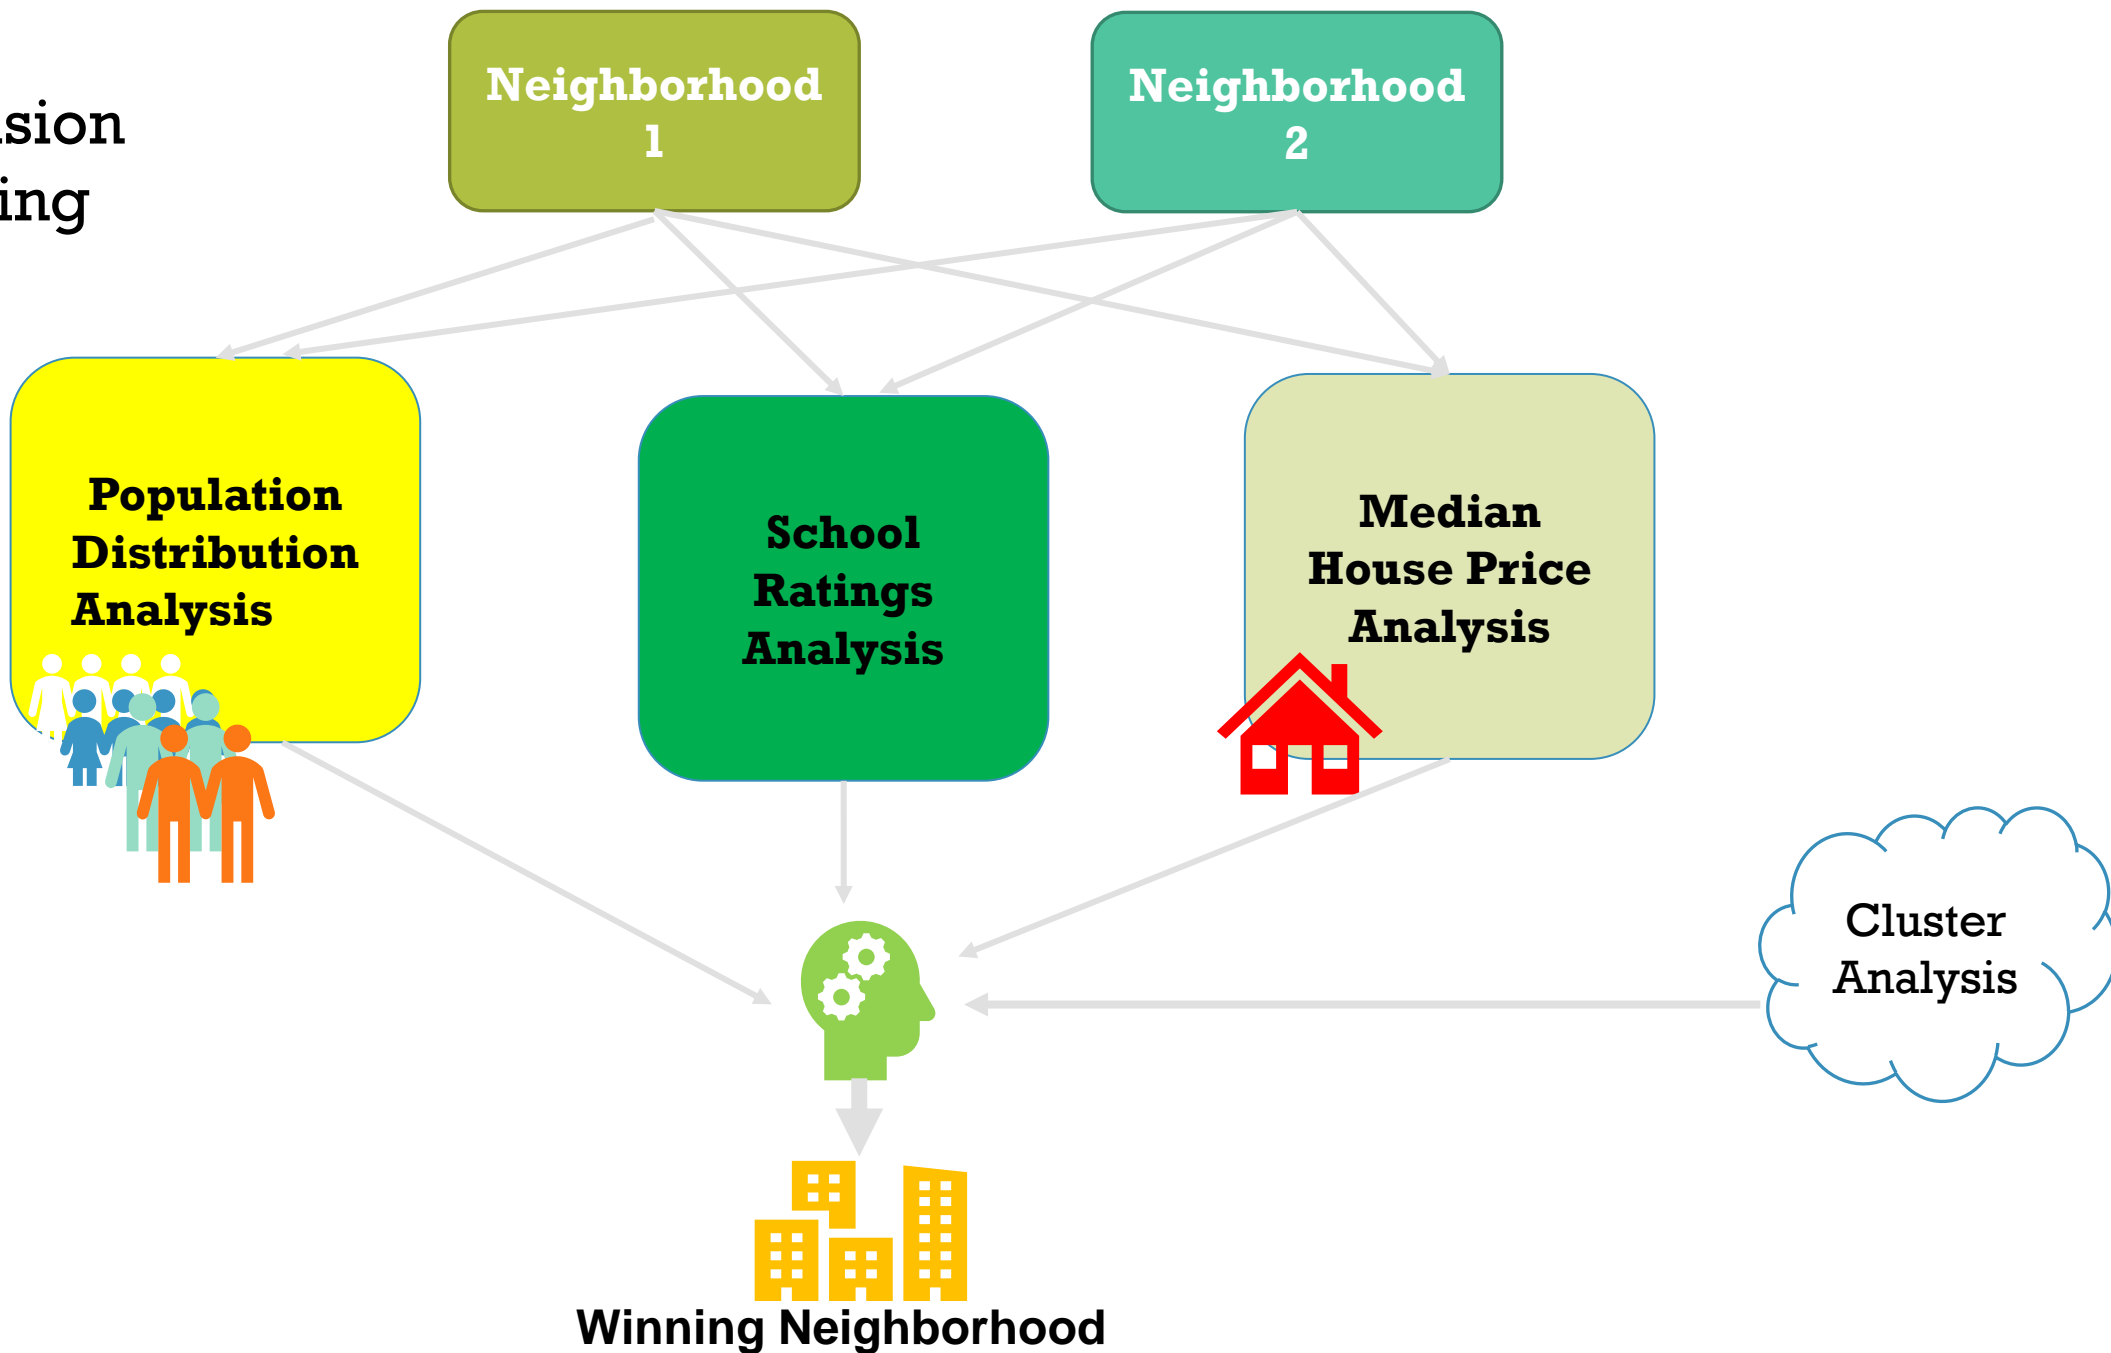 sion
ing
Neighborhood
1
Neighborhood
2
Population
Distribution
Analysis
School
Ratings
Analysis
Median
House Price
Analysis
Cluster
Analysis
Winning Neighborhood